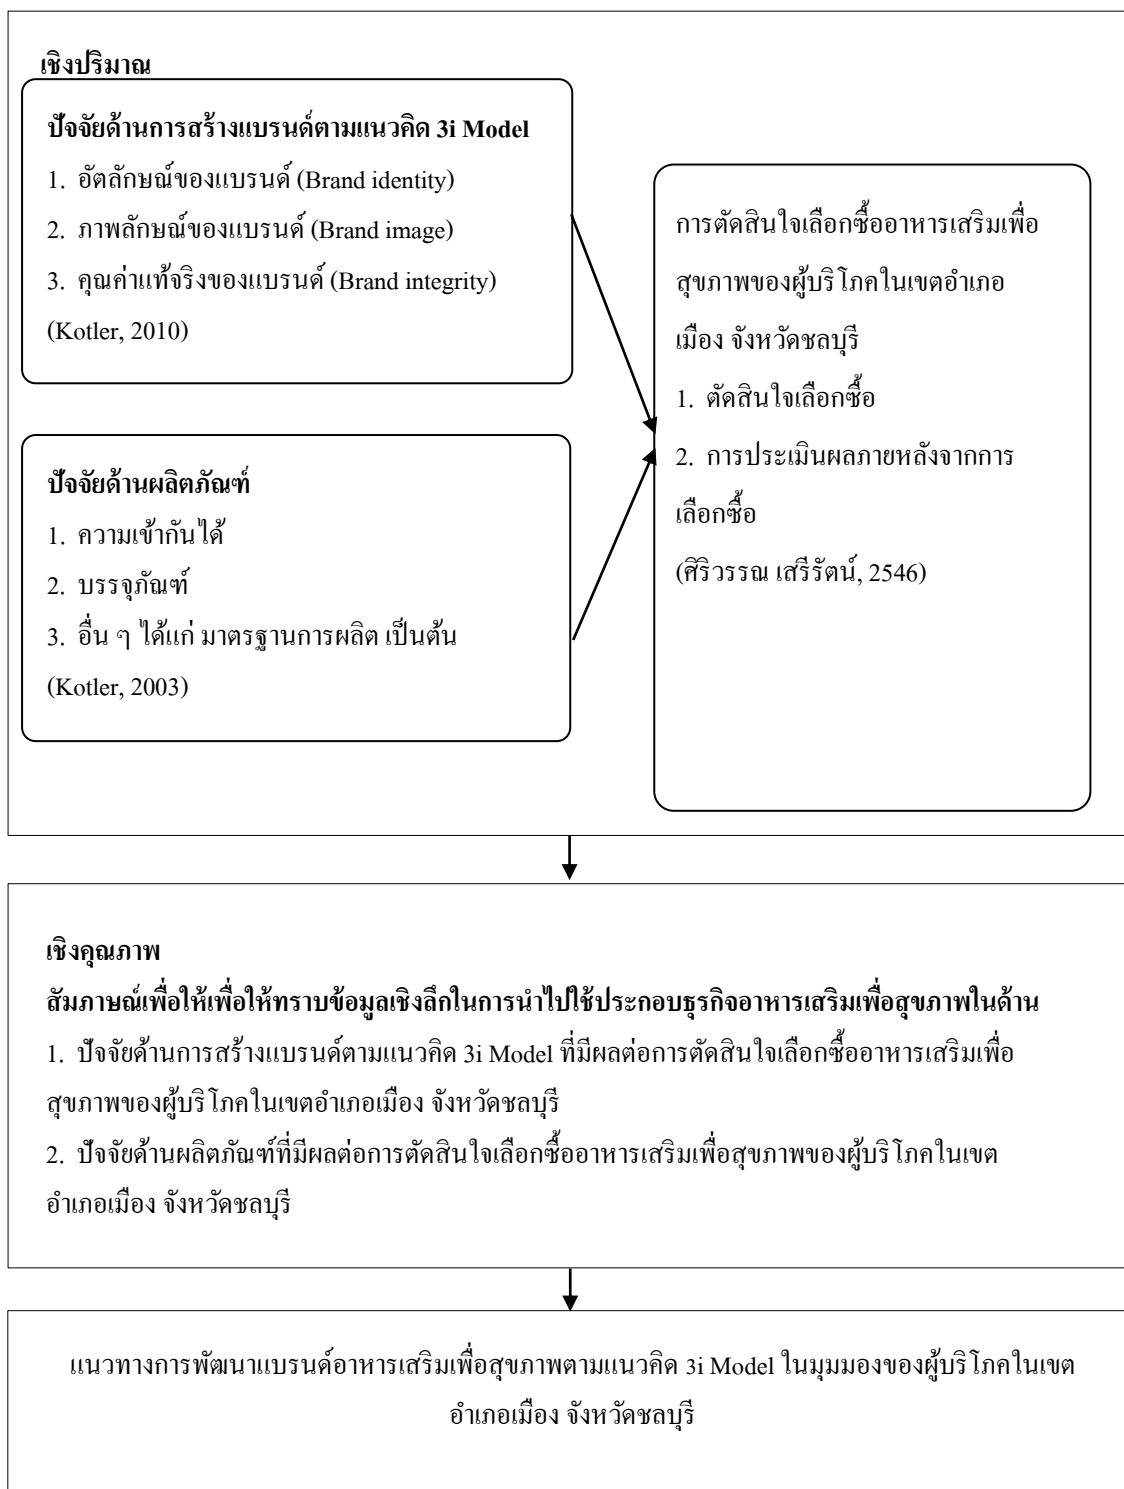 เชิงปริมาณ
ปัจจัยด้านการสร้างแบรนด์ตามแนวคิด 3i Model
1. อัตลักษณ์ของแบรนด์ (Brand identity)
2. ภาพลักษณ์ของแบรนด์ (Brand image)
3. คุณค่าแท้จริงของแบรนด์ (Brand integrity)
(Kotler, 2010)
ปัจจัยด้านผลิตภัณฑ์
1. ความเข้ากันได้
2. บรรจุภัณฑ์
3. อื่น ๆ ได้แก่ มาตรฐานการผลิต เป็นต้น
(Kotler, 2003)
การตัดสินใจเลือกซื้ออาหารเสริมเพื่อ
สุขภาพของผู้บริโภคในเขตอำเภอ
เมือง จังหวัดชลบุรี
1. ตัดสินใจเลือกซื้อ
2. การประเมินผลภายหลังจากการ
เลือกซื้อ
(ศิริวรรณ เสรีรัตน์, 2546)
เชิงคุณภาพ
สัมภาษณ์เพื่อให้เพื่อให้ทราบข้อมูลเชิงลึกในการนำไปใช้ประกอบธุรกิจอาหารเสริมเพื่อสุขภาพในด้าน
1. ปัจจัยด้านการสร้างแบรนด์ตามแนวคิด 3i Model ที่มีผลต่อการตัดสินใจเลือกซื้ออาหารเสริมเพื่อ
สุขภาพของผู้บริโภคในเขตอำเภอเมือง จังหวัดชลบุรี
2. ปัจจัยด้านผลิตภัณฑ์ที่มีผลต่อการตัดสินใจเลือกซื้ออาหารเสริมเพื่อสุขภาพของผู้บริโภคในเขต
อำเภอเมือง จังหวัดชลบุรี
แนวทางการพัฒนาแบรนด์อาหารเสริมเพื่อสุขภาพตามแนวคิด 3i Model ในมุมมองของผู้บริโภคในเขต
อำเภอเมือง จังหวัดชลบุรี